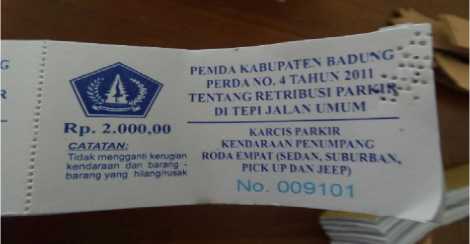 PEMDA KABUPATEN BADUNG
PERDA NO. 4 TAHUN 2011
TENTANG RETRIBUSI PARKIR
DI TEPI JALAN UMUM
Rp. 2.000,00
CATATAN:
Tidak mengganti kerugian
kendaraan dan barang -
barang yang hilang/rusak
KARCIS PARKIR
KENDARAAN PENUMPANG
RODA EMPAT (SEDAN, SUBURBAN,
PICK UP DAN JEEP)
No. 009101